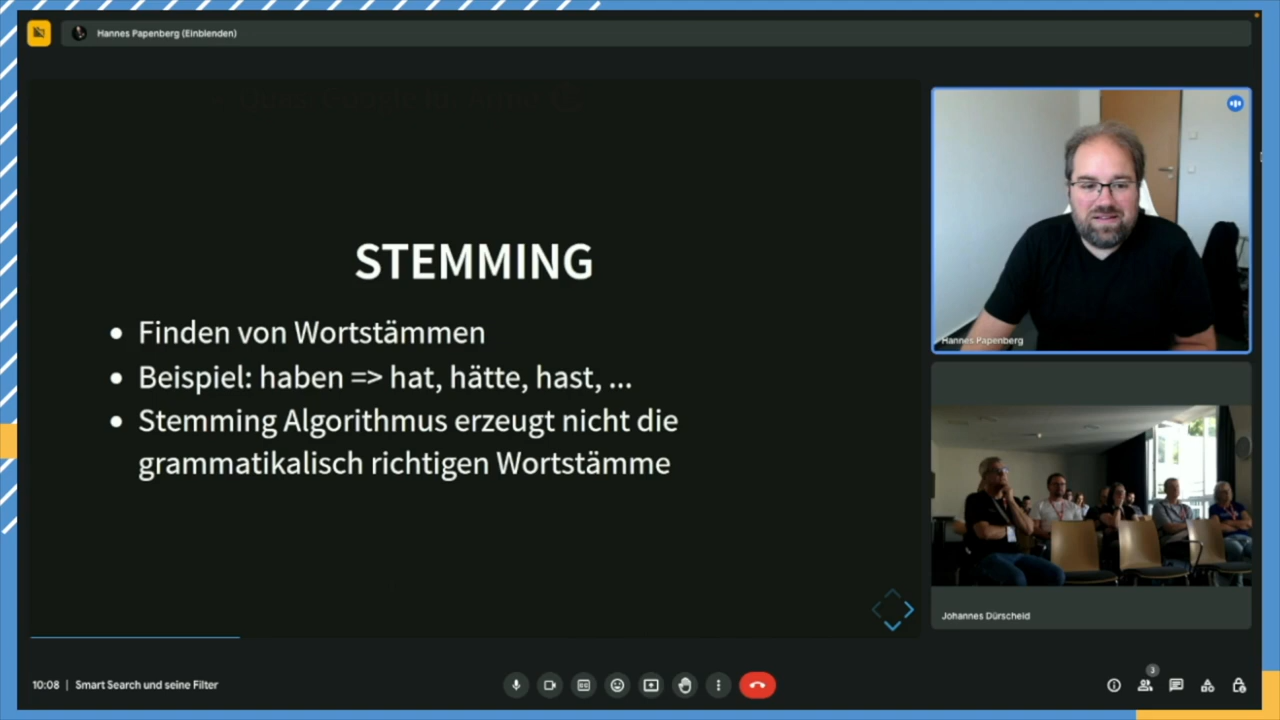 Hannes Papenberg (Einblenden)
STEMMING
Finden von Wortstämmen
Beispiel: haben => hat, hätte, hast, ...
Stemming Algorithmus erzeugt nicht die
grammatikalisch richtigen Wortstämme
Hannes Papenberg
Johannes Dürscheid
10:08 | Smart Search und seine Filter
3